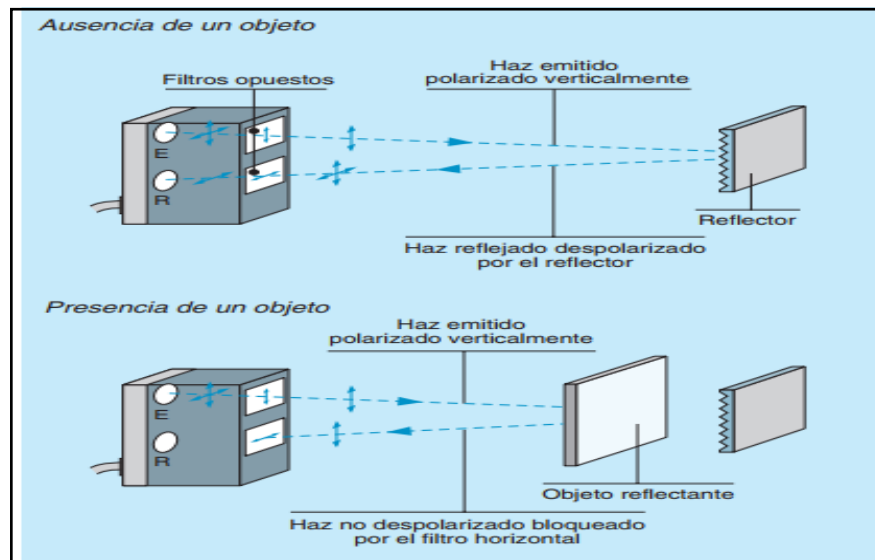 Ausencia de un objeto
Haz emitido
polarizado verticalmente
Filtros opuestos
E
R
Reflector
Haz reflejado despolarizado
por el reflector
Presencia de un objeto
Haz emitido
polarizado verticalmente
E
R
Objeto reflectante
Haz no despolarizado bloqueado
por el filtro horizontal